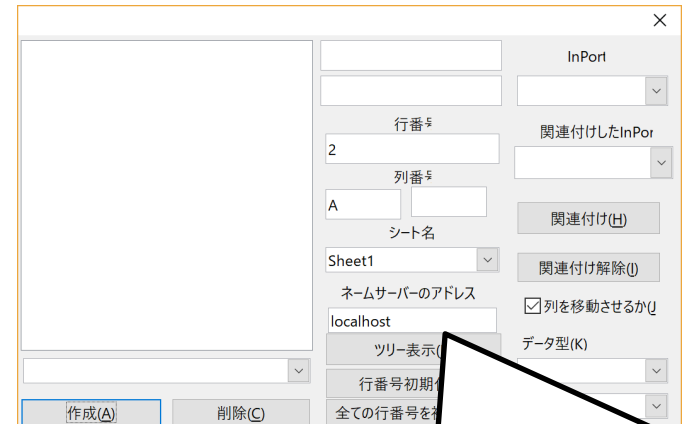 InPort
行番号
関連付けしたInPor
2
列番号
A
関連付け(H)
シート名
Sheet1
関連付け解除(I)
ネームサーバーのアドレス
列を移動させるか(J
localhost
ツリー表示(
データ型(K)
行番号初期
作成(A)
削除(C)
全ての行番号を